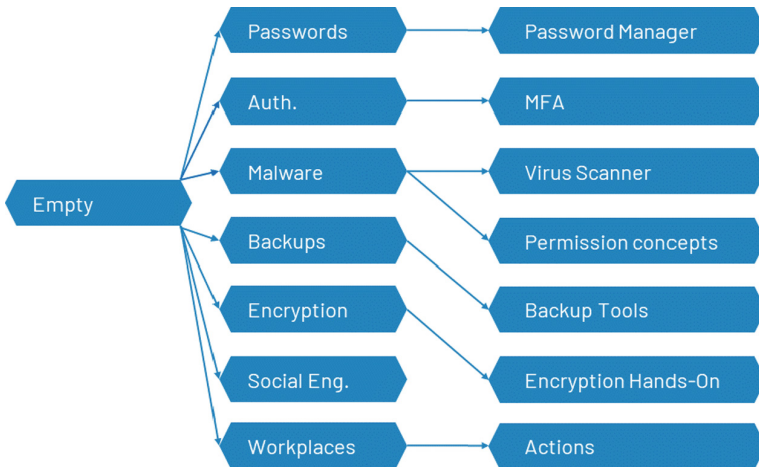 Passwords
Password Manager
Auth.
MFA
Malware
Virus Scanner
Empty
Backups
Permission concepts
Encryption
Backup Tools
Social Eng.
Encryption Hands-On
Workplaces
Actions